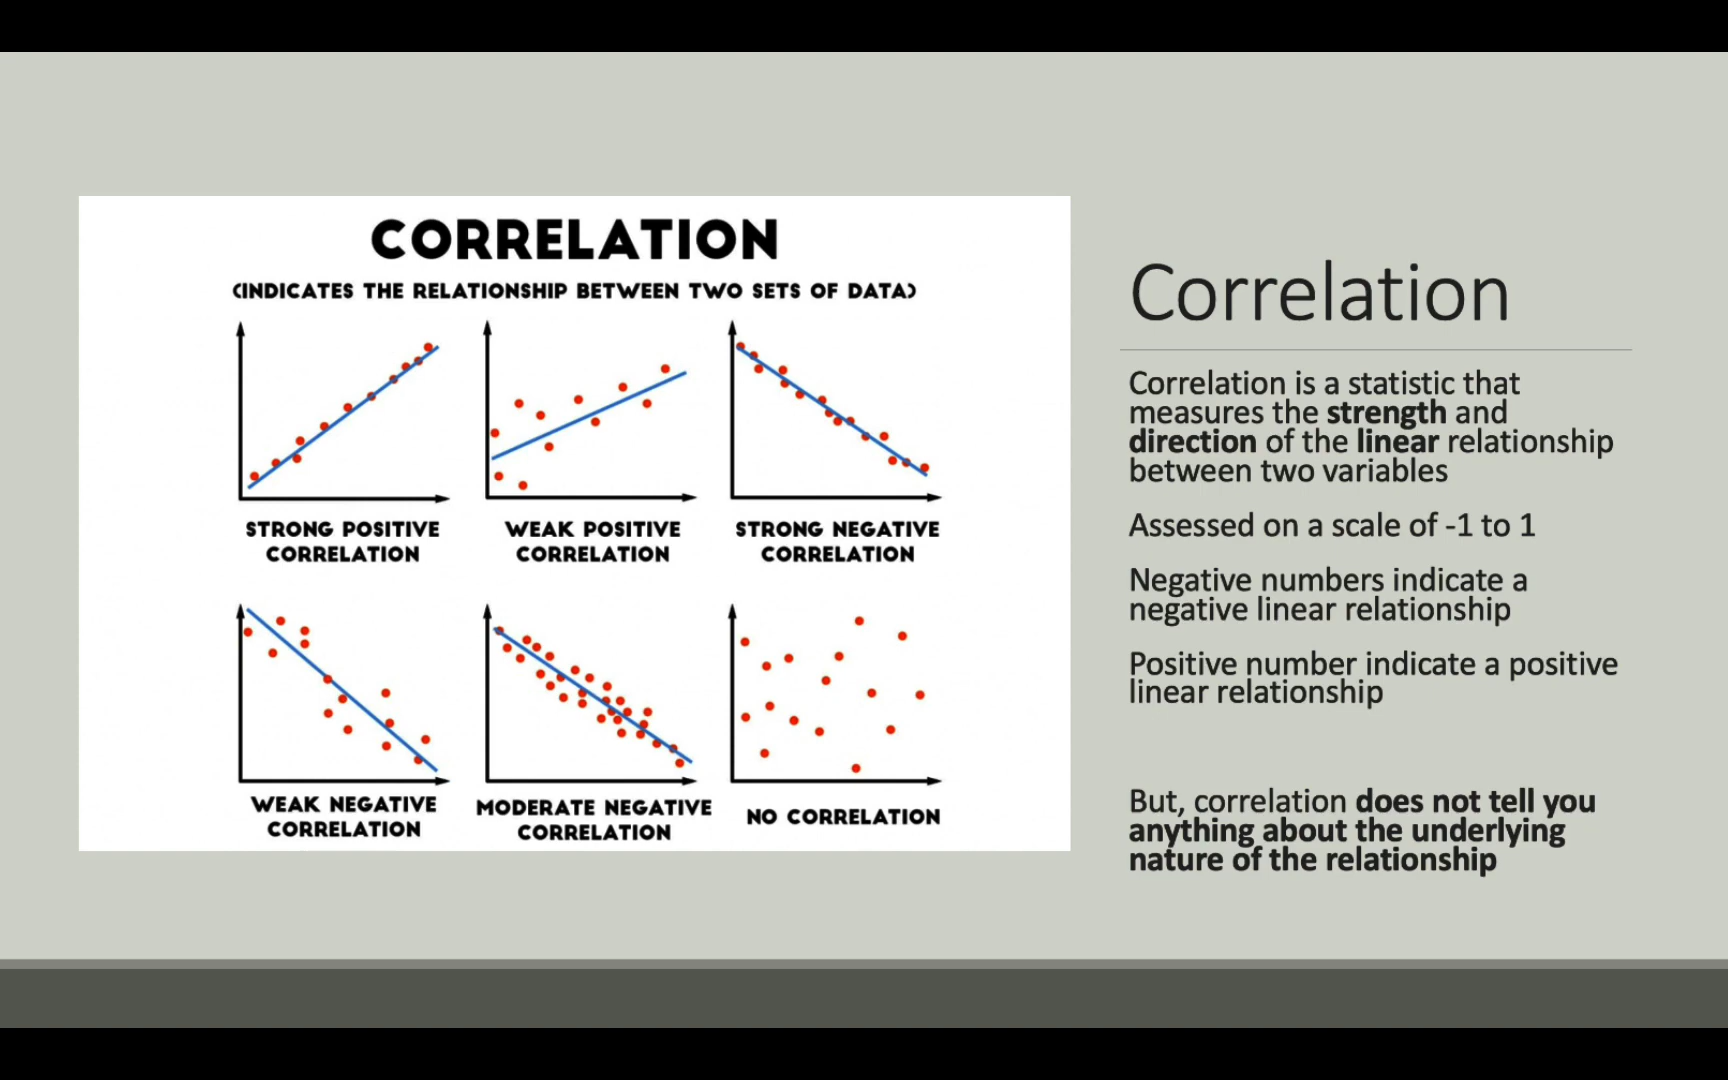 CORRELATION
(INDICATES THE RELATIONSHIP BETWEEN TWO SETS OF DATA)
STRONG POSITIVE
CORRELATION
WEAK POSITIVE
CORRELATION
STRONG NEGATIVE
CORRELATION
WEAK NEGATIVE
CORRELATION
MODERATE NEGATIVE
CORRELATION
NO CORRELATION
Correlation
Correlation is a statistic that
measures the strength and
direction of the linear relationship
between two variables
Assessed on a scale of -1 to 1
Negative numbers indicate a
negative linear relationship
Positive number indicate a positive
linear relationship
But, correlation does not tell you
anything about the underlying
nature of the relationship